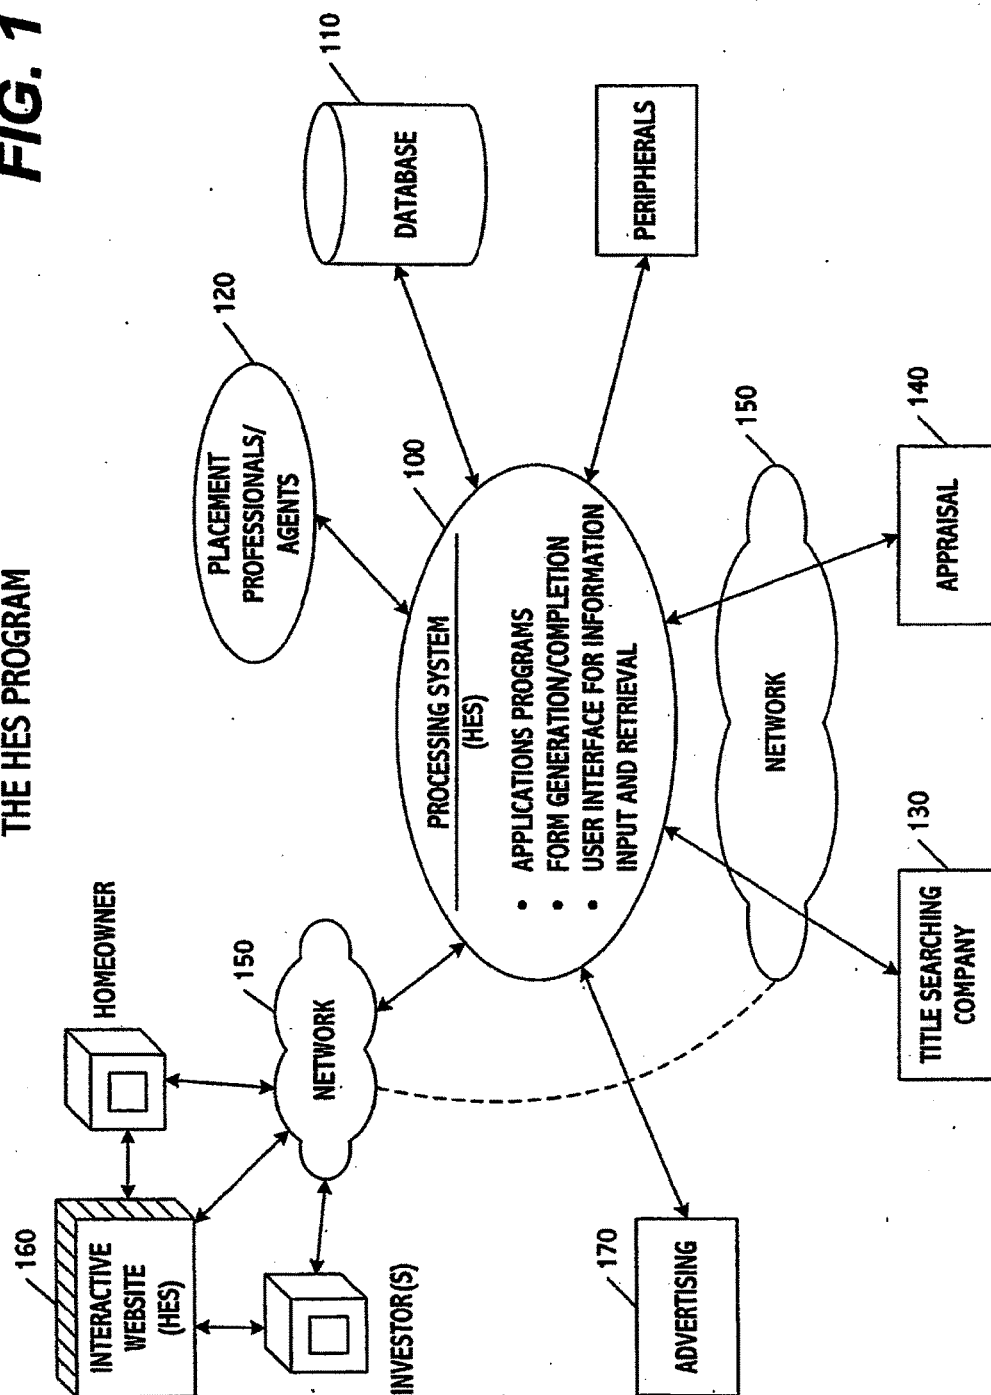 FIG. 1
THE HES PROGRAM
160
INTERACTIVE
WEBSITE
(HES)
HOMEOWNER
INVESTOR(S)
150
NETWORK
120
PLACEMENT
PROFESSIONALS/
AGENTS
110
DATABASE
100
PROCESSING SYSTEM
(HES)
• APPLICATIONS PROGRAMS
• FORM GENERATION/COMPLETION
• USER INTERFACE FOR INFORMATION
INPUT AND RETRIEVAL
PERIPHERALS
170
ADVERTISING
150
NETWORK
130
TITLE SEARCHING
COMPANY
140
APPRAISAL